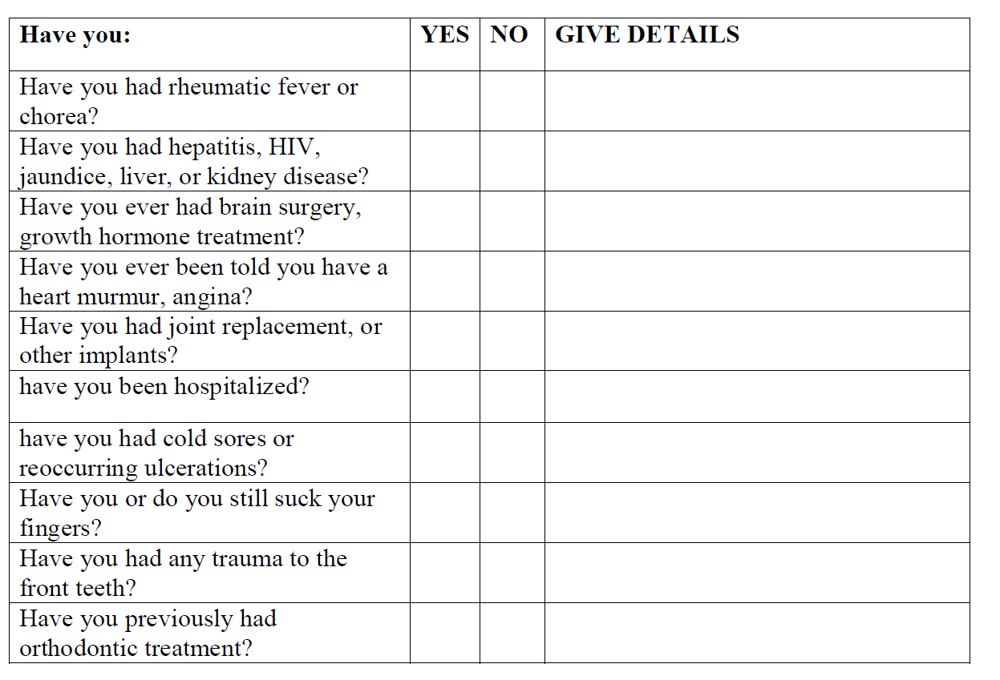 Have you: YES NO GIVE DETAILS
Have you had rheumatic fever or
chorea?
Have you had hepatitis, HIV,
jaundice, liver, or kidney disease?
Have you ever had brain surgery,
growth hormone treatment?
Have you ever been told you have a
heart murmur, angina?
Have you had joint replacement, or
other implants?
have you been hospitalized?
have you had cold sores or
reoccurring ulcerations?
Have you or do you still suck your
fingers?
Have you had any trauma to the
front teeth?
Have you previously had
orthodontic treatment?